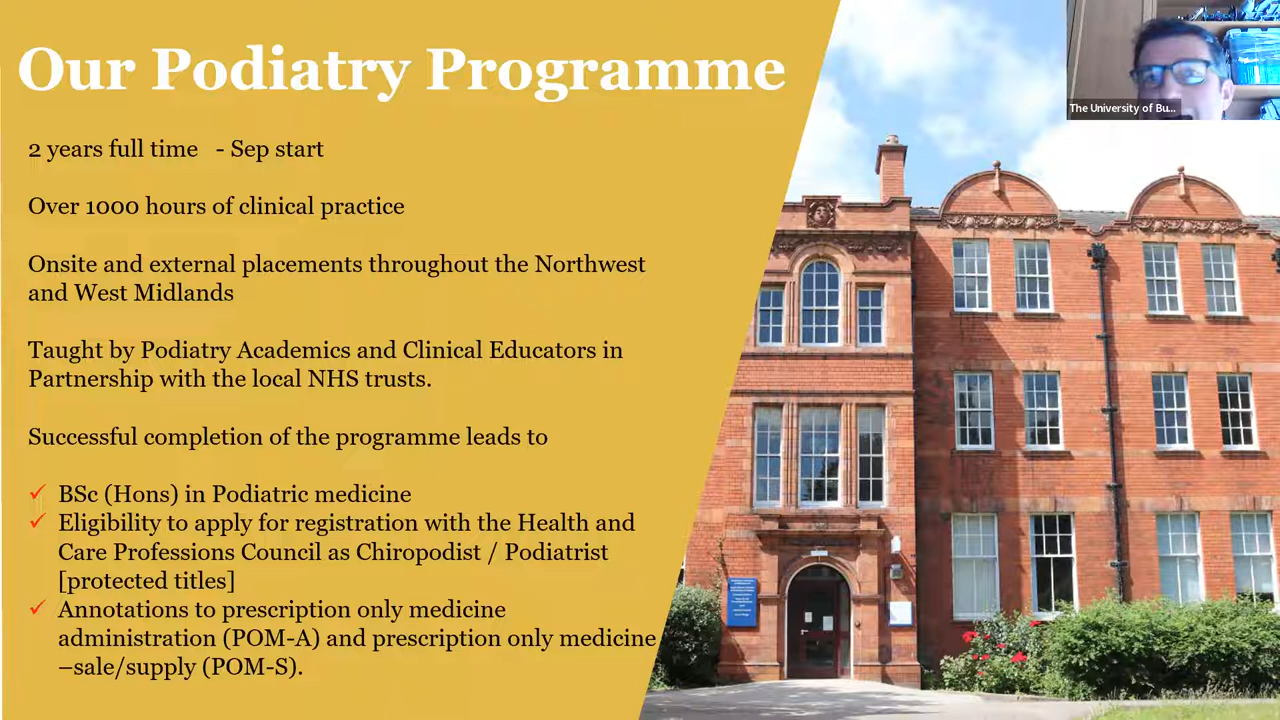 Our Podiatry Programme
The University of Bu...
2 years full time - Sep start
Over 1000 hours of clinical practice
Onsite and external placements throughout the Northwest
and West Midlands
Taught by Podiatry Academics and Clinical Educators in
Partnership with the local NHS trusts.
Successful completion of the programme leads to
✓ BSc (Hons) in Podiatric medicine
✓ Eligibility to apply for registration with the Health and
Care Professions Council as Chiropodist / Podiatrist
[protected titles]
✓ Annotations to prescription only medicine
administration (POM-A) and prescription only medicine
–sale/supply (POM-S).